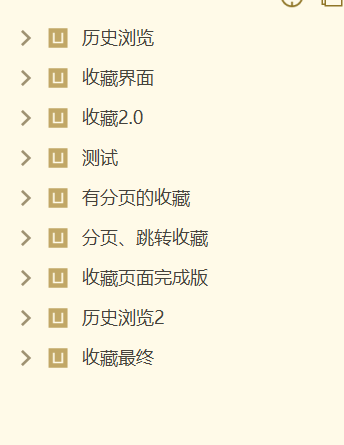 历史浏览
收藏界面
收藏2.0
测试
有分页的收藏
分页、跳转收藏
收藏页面完成版
历史浏览2
收藏最终